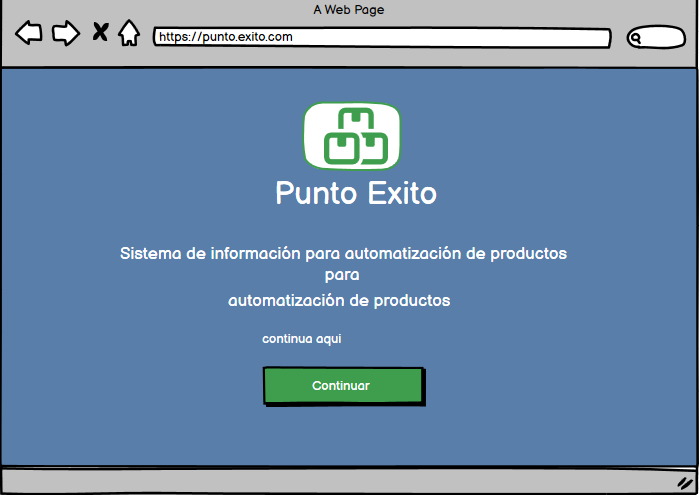 A Web Page
https://punto.exito.com
Punto Exito
Sistema de información para automatización de productos
para
automatización de productos
continua aqui
Continuar